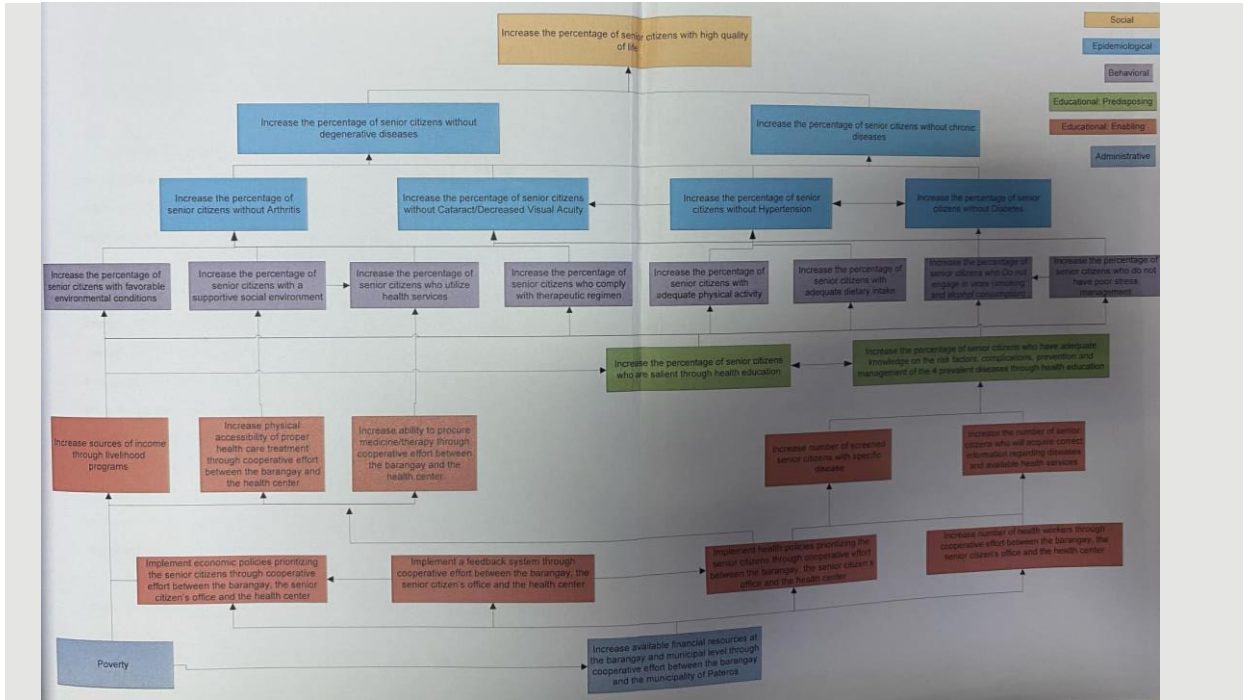 Increase the percentage of senior citizens with high quality
of life
Social
Epidemiological
Behavioral
Educational: Predisposing
Educational: Enabling
Administrative
Increase the percentage of senior citizens without
degenerative diseases
Increase the percentage of senior citizens without chronic
diseases
Increase the percentage of
senior citizens without Arthritis
Increase the percentage of senior citizens
without Cataract/Decreased Visual Acuity
Increase the percentage of senior
citizens without Hypertension
Increase the percentage of senior
citizens without Diabetes
Increase the percentage of
senior citizens with favorable
environmental conditions
Increase the percentage of
senior citizens with a
supportive social environment
Increase the percentage of
senior citizens who utilize
health services
Increase the percentage of
senior citizens who comply
with therapeutic regimen
Increase the percentage of
senior citizens with
adequate physical activity
Increase the percentage of
senior citizens with
adequate dietary intake
Increase the percentage of
senior citizens who Do not
engage in vices (smoking
and alcohol consumption)
Increase the percentage of
senior citizens who do not
have poor stress
management
Increase the percentage of senior citizens
who are salient through health education
Increase the percentage of senior citizens who have adequate
knowledge on the risk factors, complications, prevention and
management of the 4 prevalent diseases through health education
Increase sources of income
through livelihood
programs
Increase physical
accessibility of proper
health care treatment
through cooperative effort
between the barangay and
the health center
Increase ability to procure
medicine/therapy through
cooperative effort between
the barangay and the
health center
Increase number of screened
senior citizens with specific
disease
Increase the number of senior
citizens who will acquire correct
information regarding diseases
and available health services
Implement economic policies prioritizing
the senior citizens through cooperative
effort between the barangay, the senior
citizen's office and the health center
Implement a feedback system through
cooperative effort between the barangay, the
senior citizen's office and the health center
Implement health policies prioritizing the
senior citizens through cooperative effort
between the barangay, the senior citizen's
office and the health center
Increase number of health workers through
cooperative effort between the barangay, the
senior citizen's office and the health center
Poverty
Increase available financial resources at
the barangay and municipal level through
cooperative effort between the barangay
and the municipality of Pateros